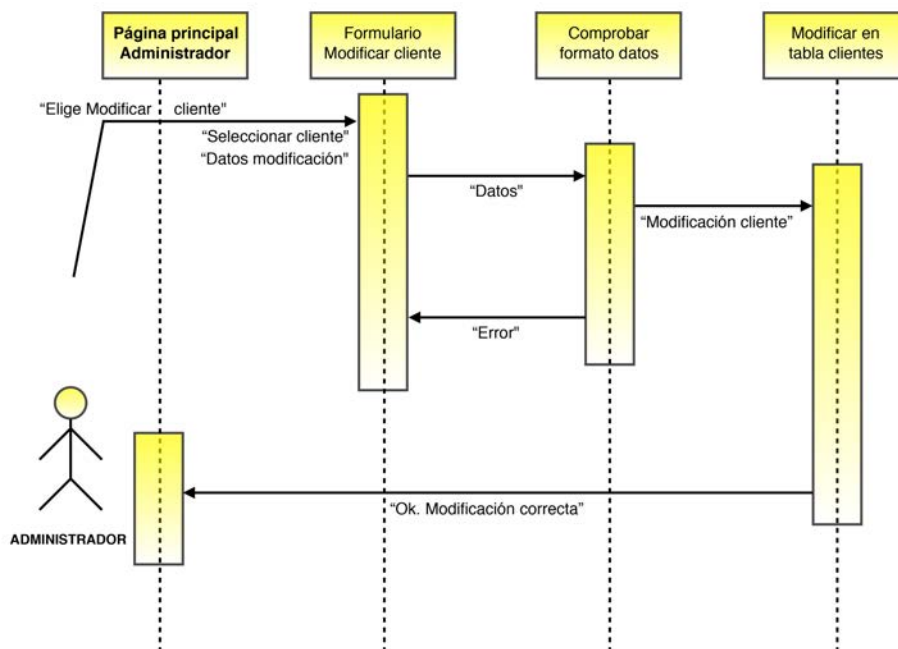 Página principal
Administrador
Formulario
Modificar cliente
Comprobar
formato datos
Modificar en
tabla clientes
“Elige Modificar cliente"
“Seleccionar cliente"
“Datos modificación"
“Datos"
“Modificación cliente”
“Error"
“Ok. Modificación correcta”
ADMINISTRADOR